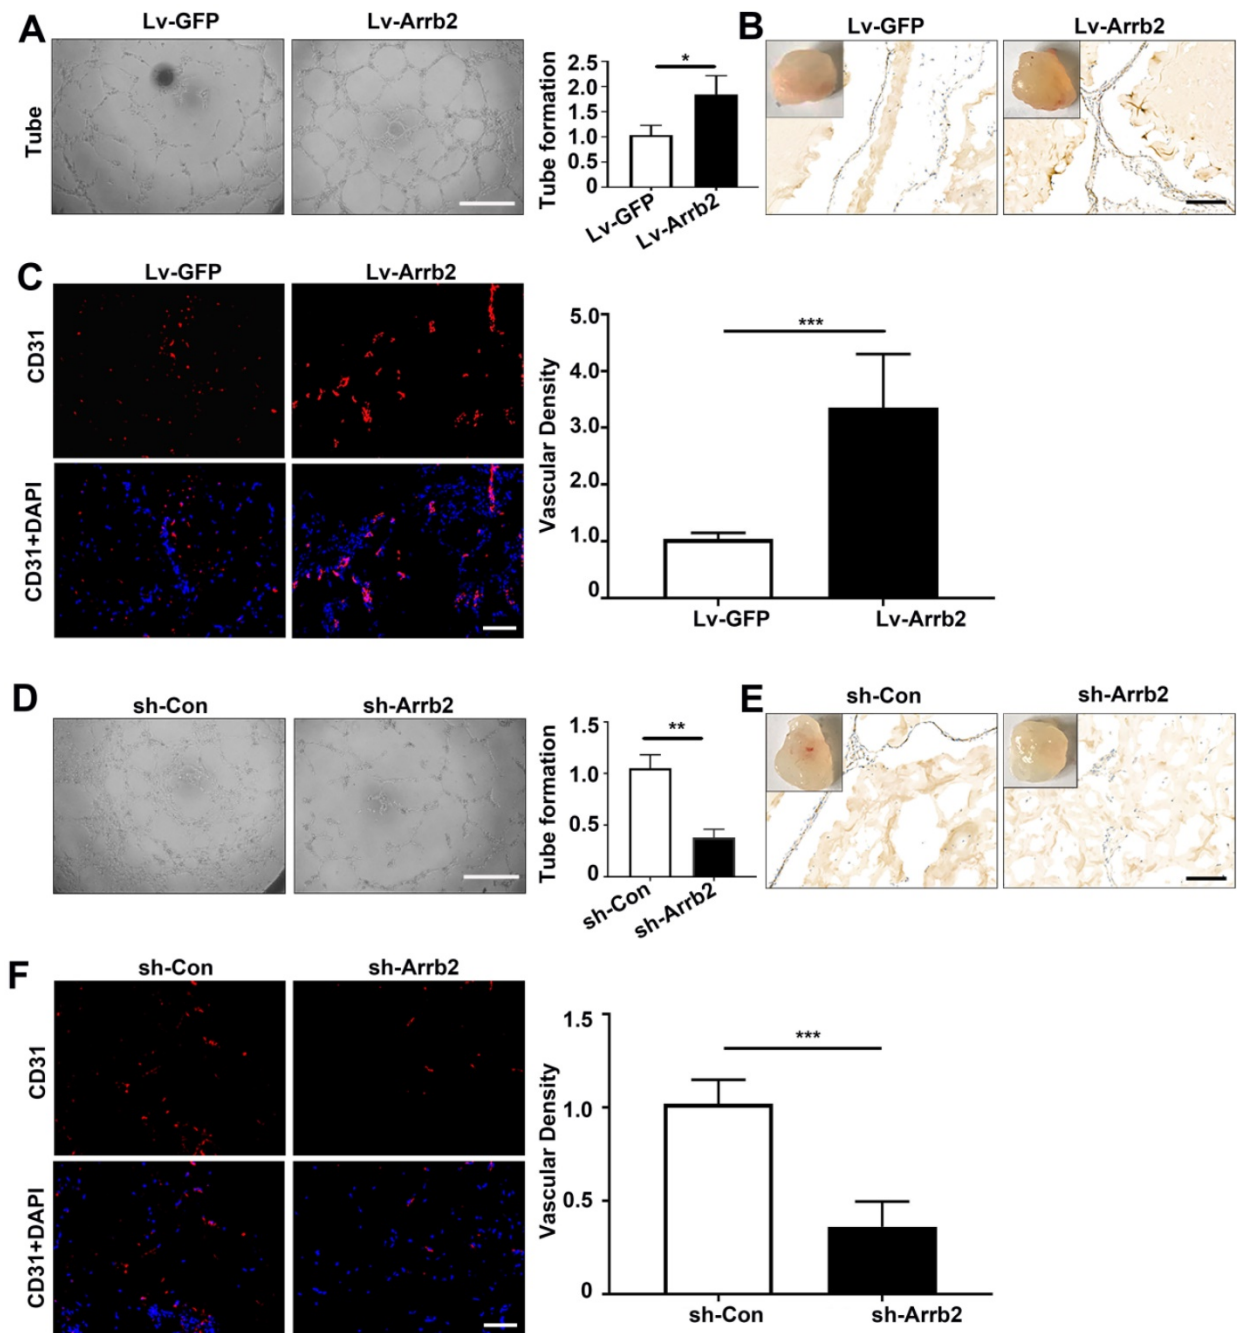 A
Lv-GFP
Lv-Arrb2
Tube
Tube formation
2.5
2.0
1.5
1.0
0.5
0
*
Lv-GFP
Lv-Arrb2
B
Lv-GFP
Lv-Arrb2
C
Lv-GFP
Lv-Arrb2
CD31
CD31+DAPI
Vascular Density
5.0
4.0
3.0
2.0
1.0
0
***
Lv-GFP
Lv-Arrb2
D
sh-Con
sh-Arrb2
Tube formation
1.5
1.0
0.5
0
**
sh-Con
sh-Arrb2
E
sh-Con
sh-Arrb2
F
sh-Con
sh-Arrb2
CD31
CD31+DAPI
Vascular Density
1.5
1.0
0.5
0
***
sh-Con
sh-Arrb2